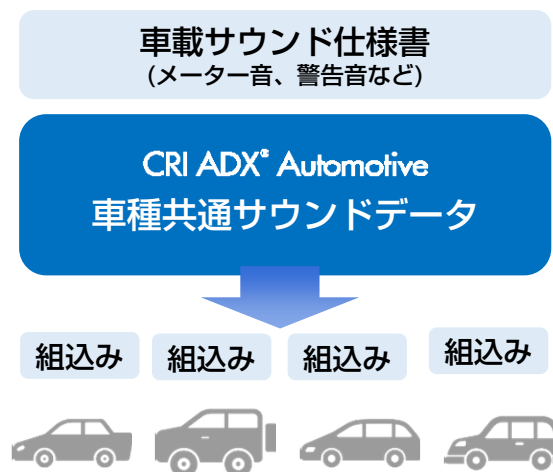 車載サウンド仕様書
(メーター音、警告音など)
CRI ADX® Automotive
車種共通サウンドデータ
組込み 組込み 組込み 組込み